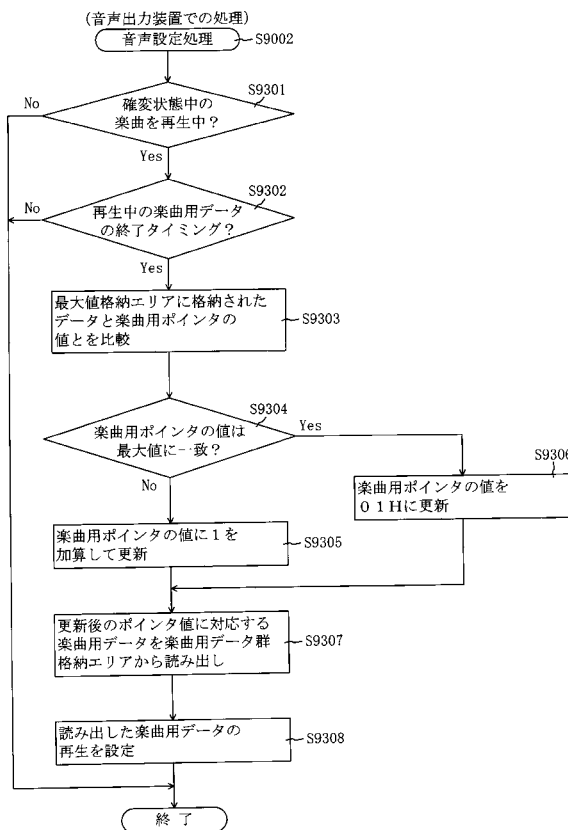 (音声出力装置での処理)
音声設定処理
S9002
S9301
No
確変状態中の
楽曲を再生中?
Yes
S9302
No
再生中の楽曲用データ
の終了タイミング?
Yes
最大値格納エリアに格納された
データと楽曲用ポインタの
値とを比較
S9303
S9304
楽曲用ポインタの値は
最大値に一致?
Yes
S9306
No
楽曲用ポインタの値を
01Hに更新
楽曲用ポインタの値に1を
加算して更新
S9305
更新後のポインタ値に対応する
楽曲用データを楽曲用データ群
格納エリアから読み出し
S9307
読み出した楽曲用データの
再生を設定
S9308
終 了